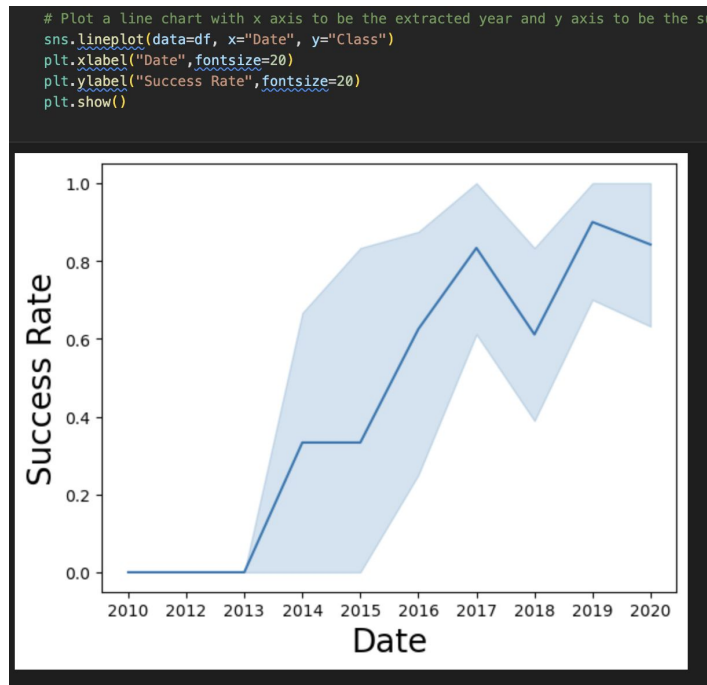 # Plot a line chart with x axis to be the extracted year and y axis to be the
sns.lineplot(data=df, x="Date", y="Class")
plt.xlabel("Date",fontsize=20)
plt.ylabel("Success Rate",fontsize=20)
plt.show()
1.0
0.8
0.6
0.4
0.2
0.0
Success Rate
2010 2012 2013 2014 2015 2016 2017 2018 2019 2020
Date